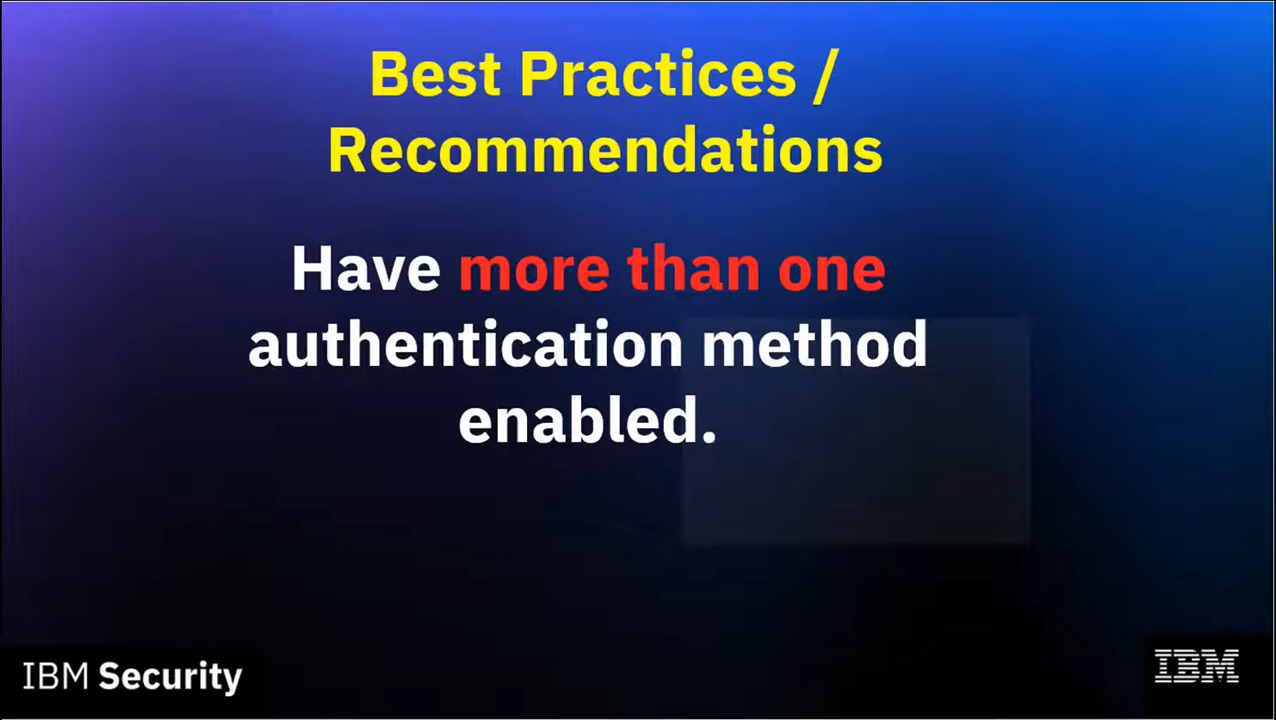 Best Practices /
Recommendations
Have more than one
authentication method
enabled.
IBM Security
IBM